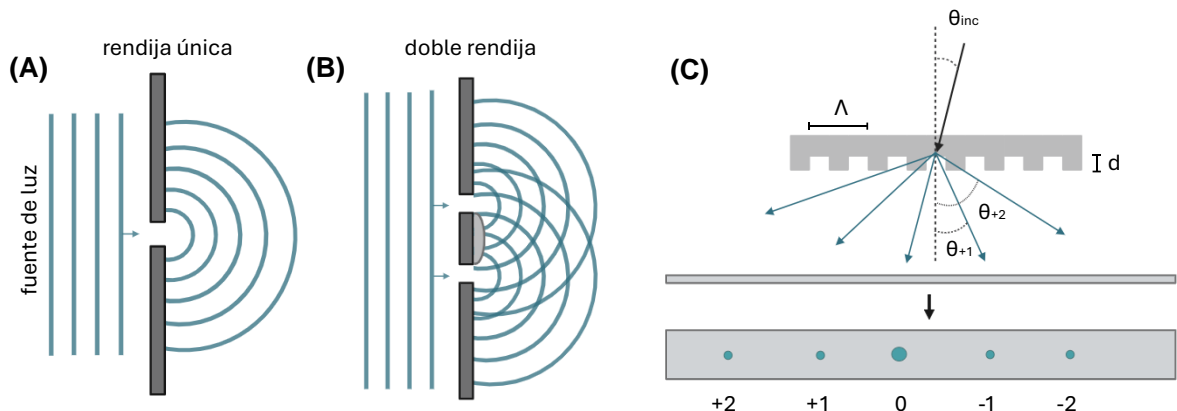 rendija única
(A)
fuente de luz
doble rendija
(B)
(C)
θinc
Λ
d
θ+2
θ+1
+2 +1 0 -1 -2